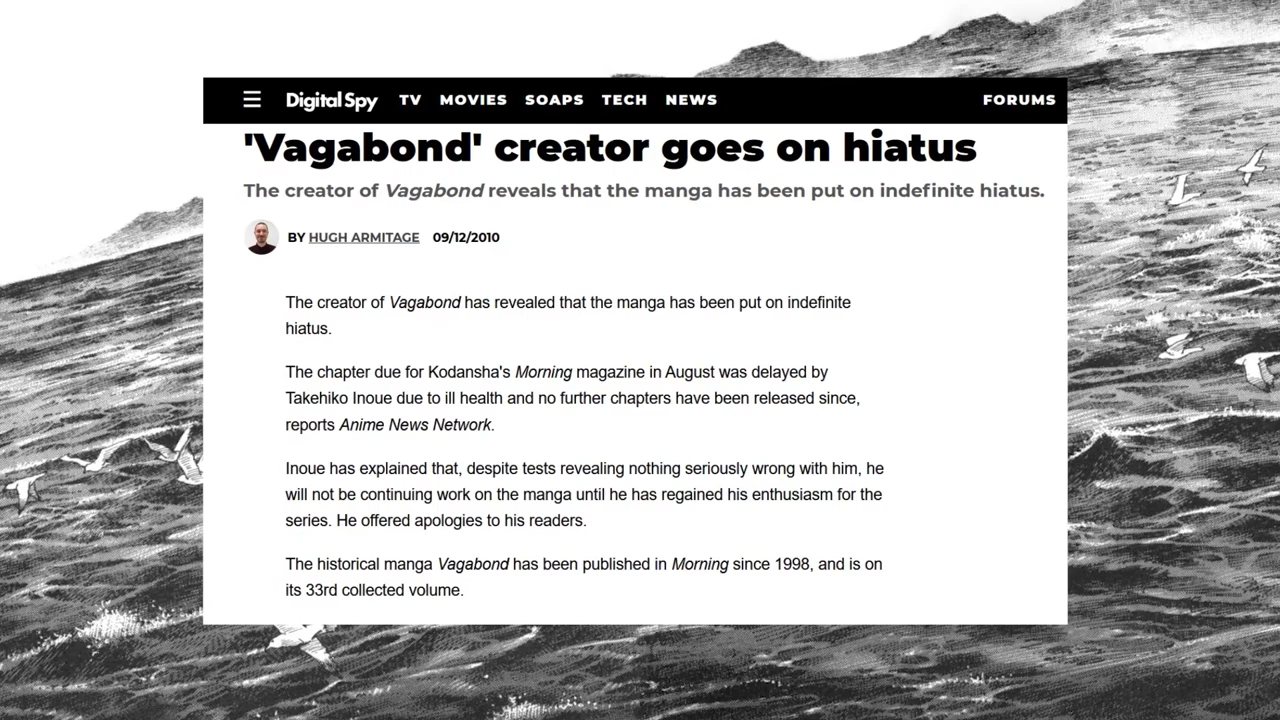 Digital Spy TV MOVIES SOAPS TECH NEWS FORUMS
'Vagabond' creator goes on hiatus
The creator of Vagabond reveals that the manga has been put on indefinite hiatus.
BY HUGH ARMITAGE 09/12/2010
The creator of Vagabond has revealed that the manga has been put on indefinite
hiatus.
The chapter due for Kodansha's Morning magazine in August was delayed by
Takehiko Inoue due to ill health and no further chapters have been released since,
reports Anime News Network.
Inoue has explained that, despite tests revealing nothing seriously wrong with him, he
will not be continuing work on the manga until he has regained his enthusiasm for the
series. He offered apologies to his readers.
The historical manga Vagabond has been published in Morning since 1998, and is on
its 33rd collected volume.